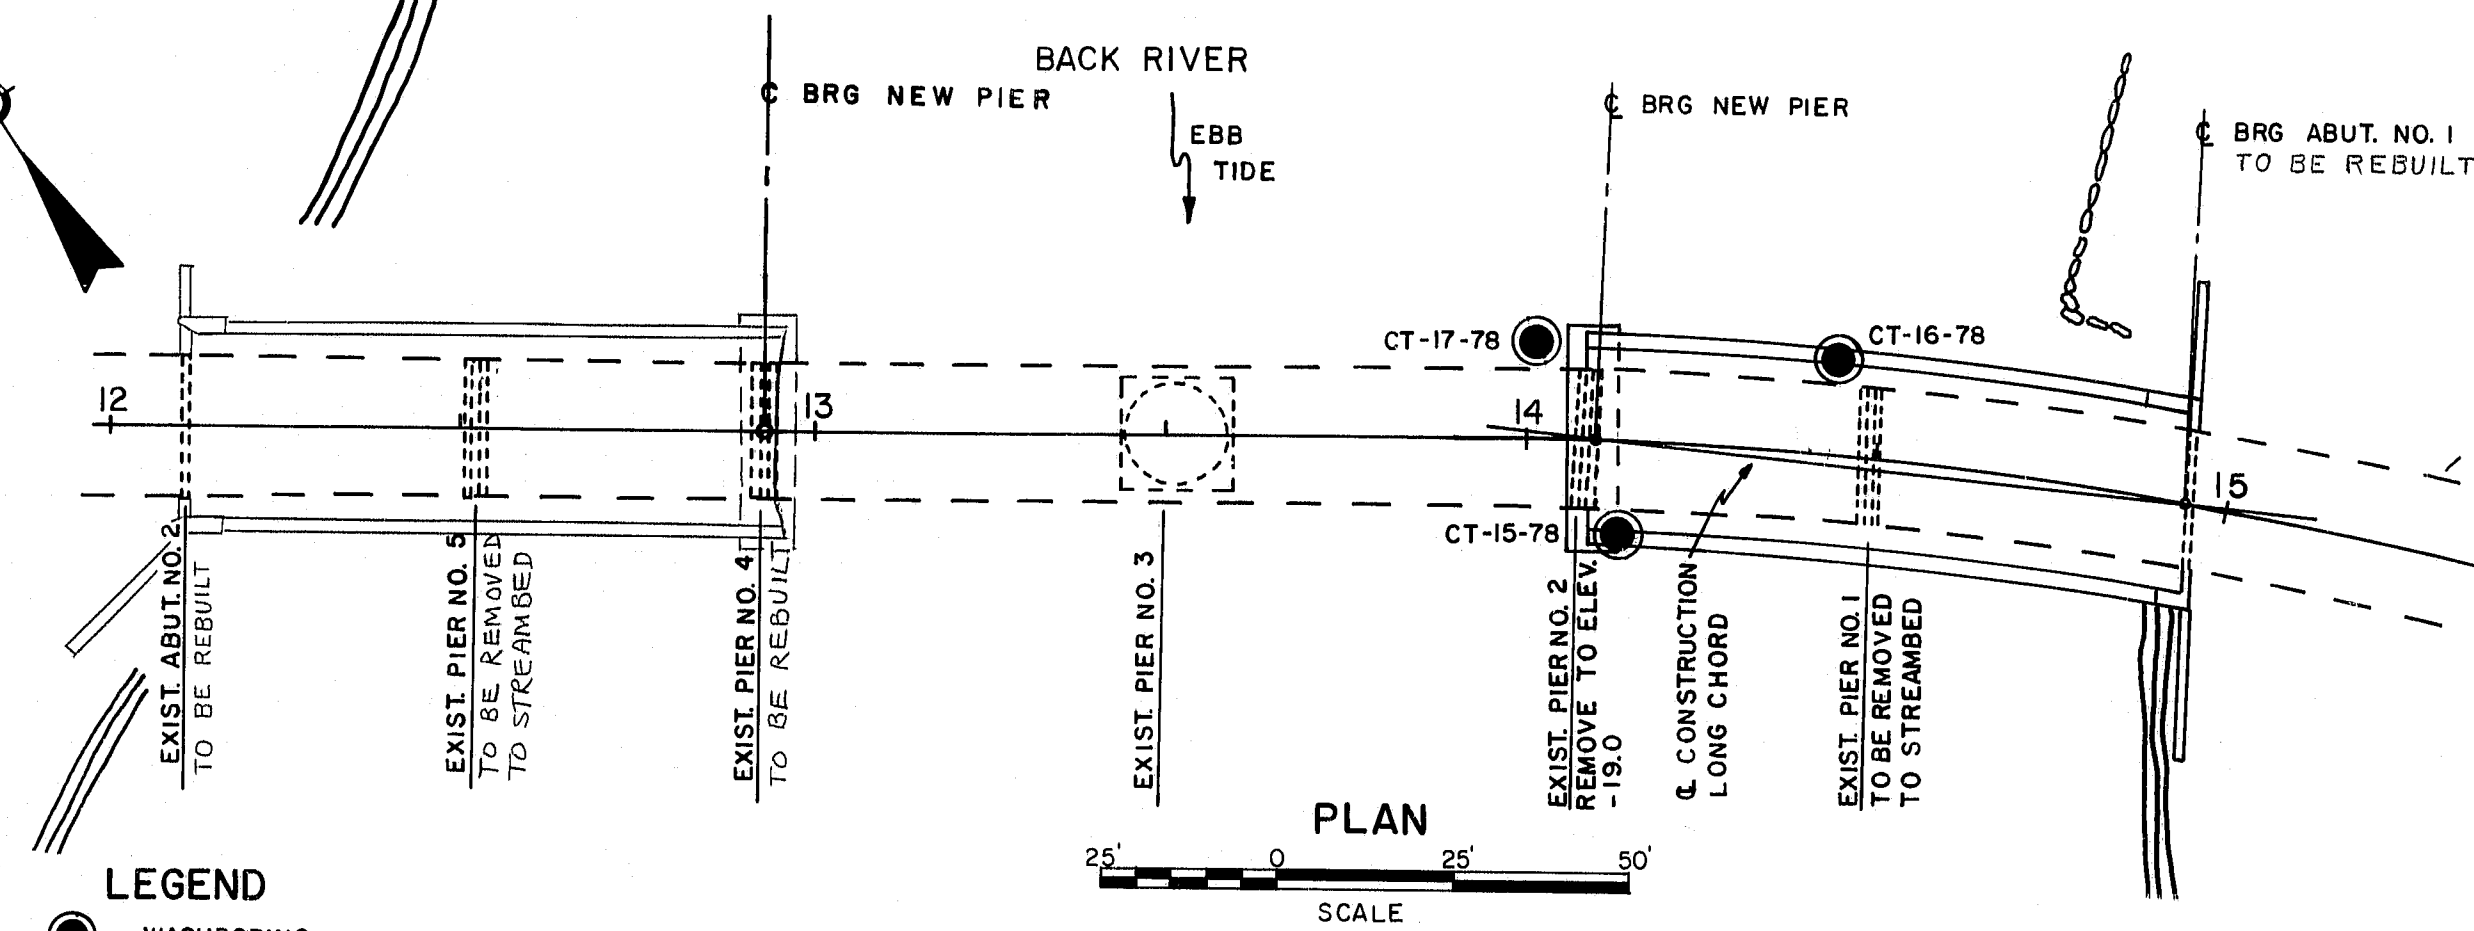 BACK RIVER
℄ BRG NEW PIER
EBB
TIDE
℄ BRG NEW PIER
℄ BRG ABUT. NO. 1
TO BE REBUILT
CT-17-78
CT-16-78
12
13
14
15
CT-15-78
EXIST. ABUT. NO. 2
TO BE REBUILT
EXIST. PIER NO. 5
TO BE REMOVED
TO STREAMBED
EXIST. PIER NO. 4
TO BE REBUILT
EXIST. PIER NO. 3
EXIST. PIER NO. 2
REMOVE TO ELEV.
-19.0
℄ CONSTRUCTION
LONG CHORD
EXIST. PIER NO. 1
TO BE REMOVED
TO STREAMBED
PLAN
25' 0 25' 50'
SCALE
LEGEND